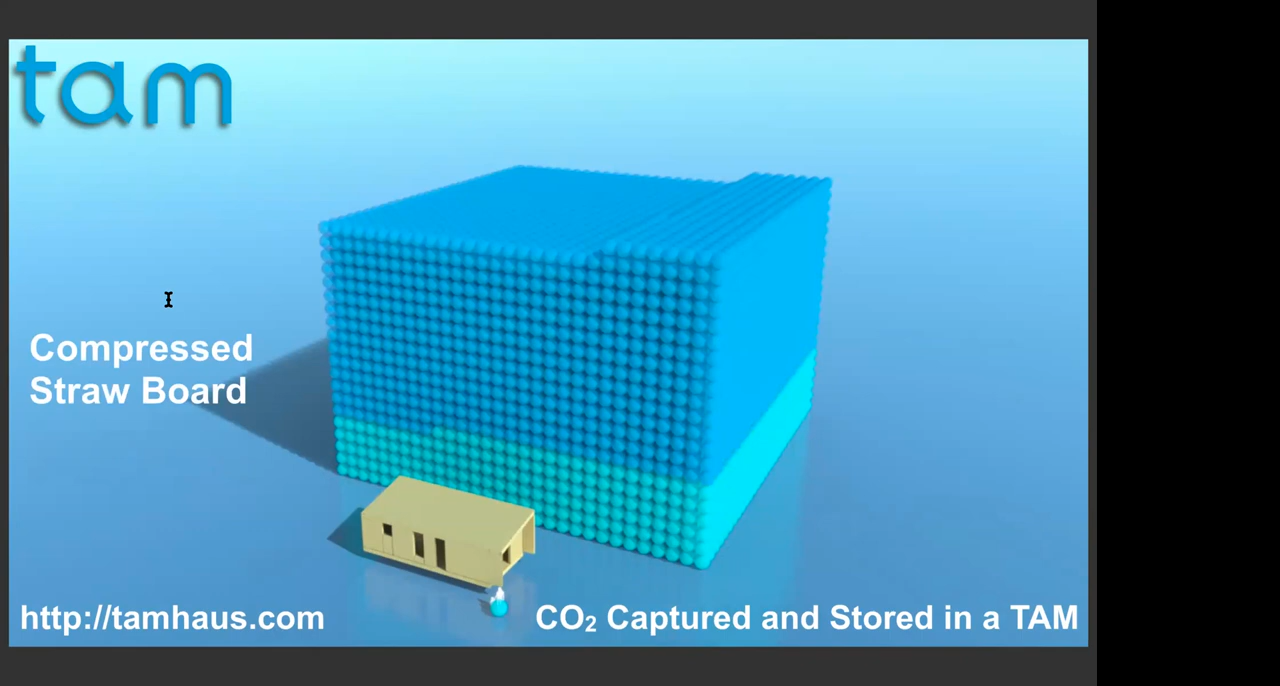 tam
Compressed
Straw Board
http://tamhaus.com
CO₂ Captured and Stored in a TAM